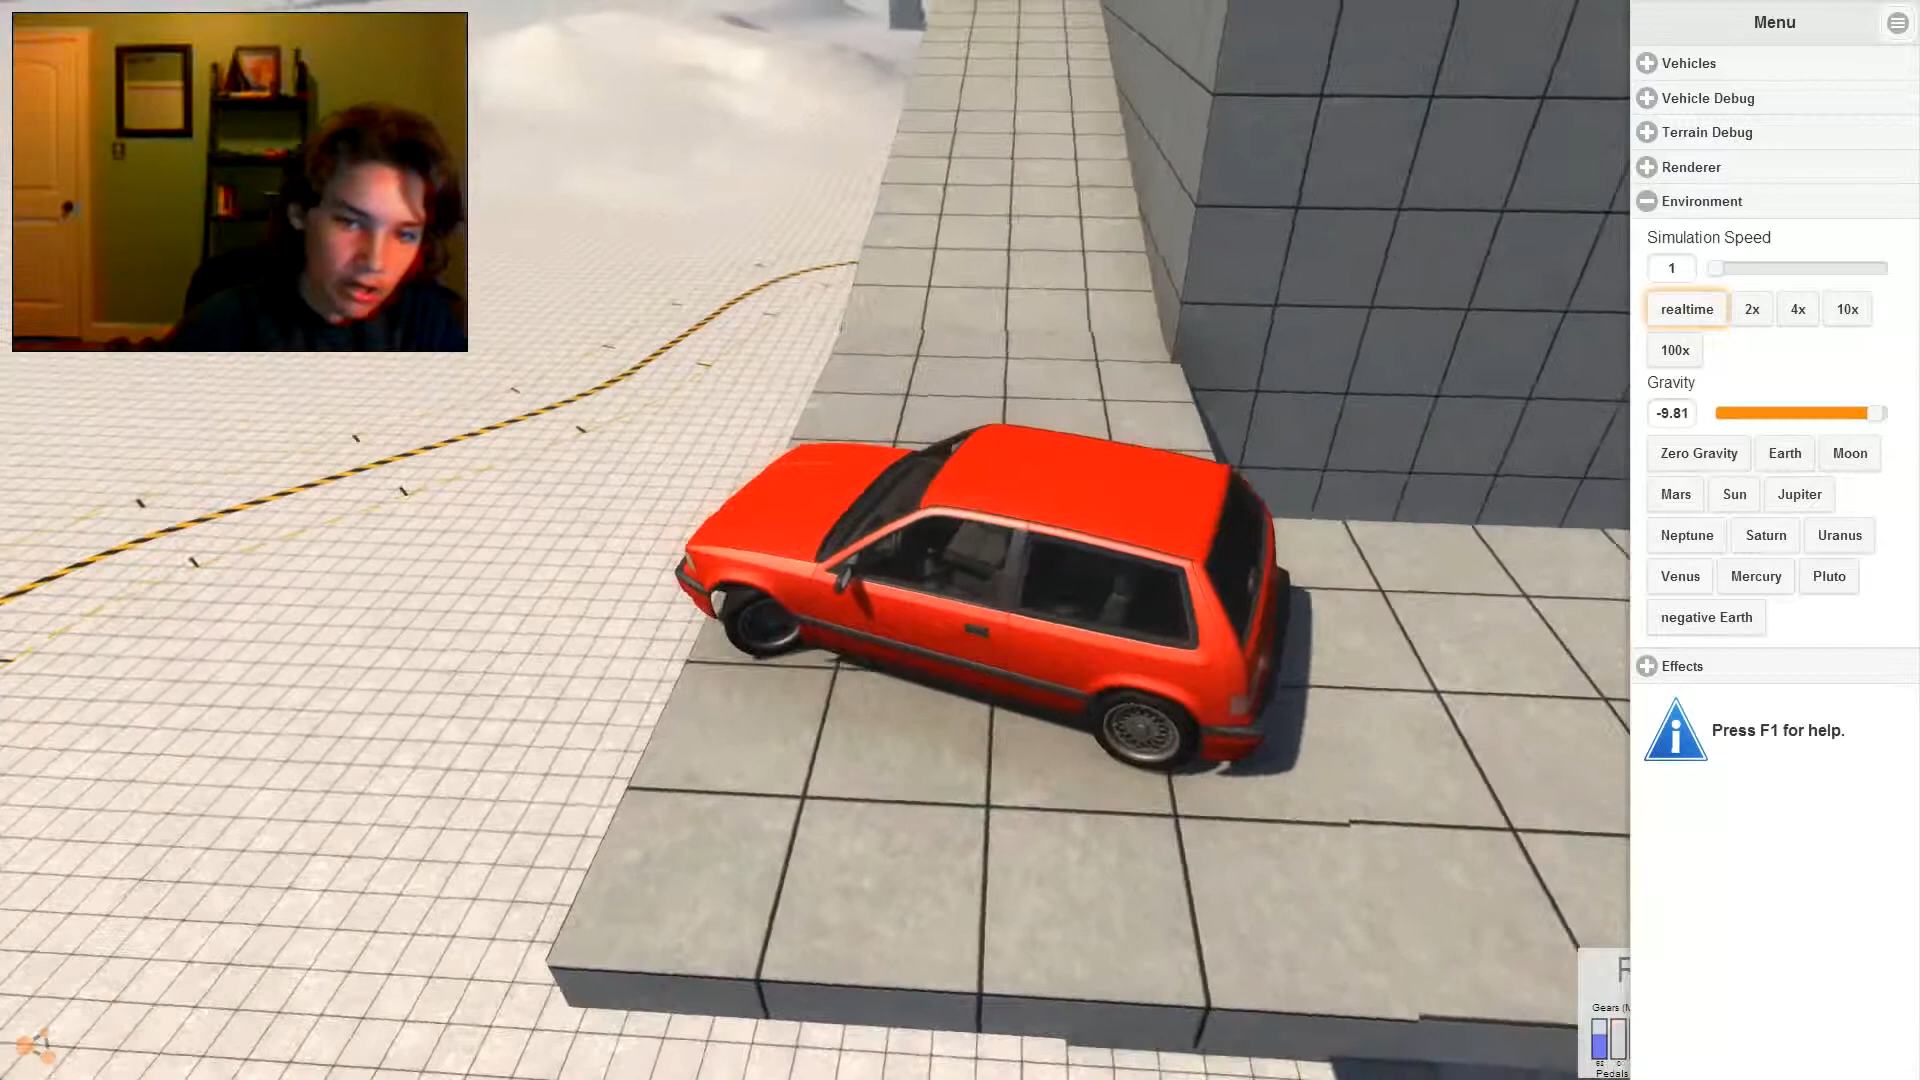 Menu
Vehicles
Vehicle Debug
Terrain Debug
Renderer
Environment
Simulation Speed
1
realtime 2x 4x 10x
100x
Gravity
-9.81
Zero Gravity Earth Moon
Mars Sun Jupiter
Neptune Saturn Uranus
Venus Mercury Pluto
negative Earth
Effects
Press F1 for help.
Gears (M
Pedals